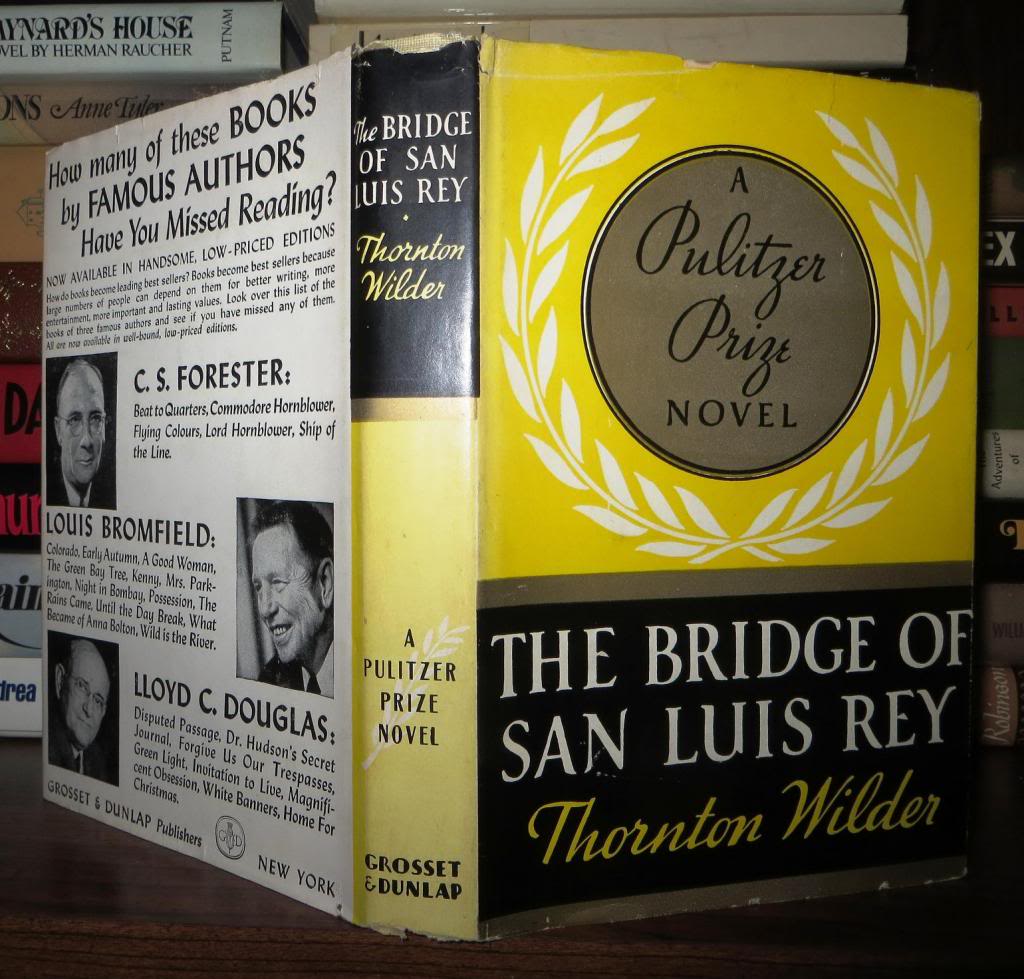 AYNARD'S HOUSE
OVEL BY HERMAN RAUCHER
PUTNAM
ONS Anne Tyler
How many of these BOOKS
by FAMOUS AUTHORS
Have You Missed Reading?
NOW AVAILABLE IN HANDSOME, LOW-PRICED EDITIONS
How do books become leading best sellers? Books become best sellers because
large numbers of people can depend on them for better writing, more
entertainment, more important and lasting values. Look over this list of the
books of three famous authors and see if you have missed any of them.
All are now available in well-bound, low-priced editions.
C. S. FORESTER:
Beat to Quarters, Commodore Hornblower,
Flying Colours, Lord Hornblower, Ship of
the Line.
LOUIS BROMFIELD:
Colorado, Early Autumn, A Good Woman,
The Green Bay Tree, Kenny, Mrs. Park-
ington, Night in Bombay, Possession, The
Rains Came, Until the Day Break, What
Became of Anna Bolton, Wild is the River.
LLOYD C. DOUGLAS:
Disputed Passage, Dr. Hudson's Secret
Journal, Forgive Us Our Trespasses,
Green Light, Invitation to Live, Magnifi-
cent Obsession, White Banners, Home For
Christmas.
GROSSET & DUNLAP Publishers
G&D
NEW YORK
The BRIDGE
OF SAN
LUIS REY
Thornton
Wilder
A
PULITZER
PRIZE
NOVEL
GROSSET
& DUNLAP
A
Pulitzer
Prize
NOVEL
THE BRIDGE OF
SAN LUIS REY
Thornton Wilder
DA
ain
drea
EX
LL
The
Adventures
of
WILLI
Robinson